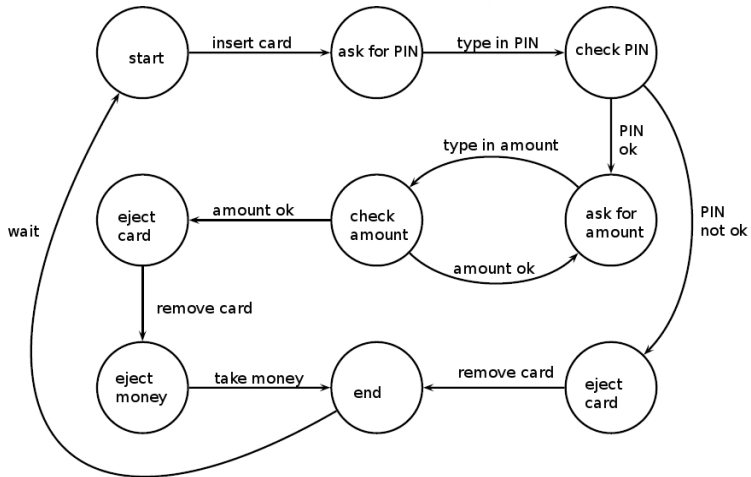 insert card
type in PIN
start
ask for PIN
check PIN
PIN
ok
type in amount
PIN
not ok
eject
card
amount ok
check
amount
ask for
amount
wait
amount ok
remove card
eject
money
take money
end
remove card
eject
card